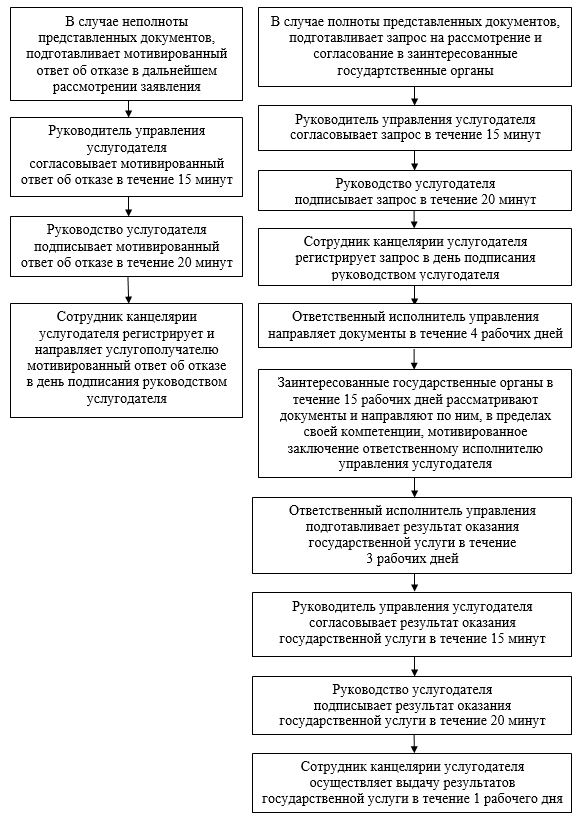 В случае неполноты
представленных документов,
подготавливает мотивированный
ответ об отказе в дальнейшем
рассмотрении заявления
Руководитель управления
услугодателя
согласовывает мотивированный
ответ об отказе в течение 15 минут
Руководство услугодателя
подписывает мотивированный
ответ об отказе в течение 20 минут
Сотрудник канцелярии
услугодателя регистрирует и
направляет услугополучателю
мотивированный ответ об отказе
в день подписания руководством
услугодателя
В случае полноты представленных документов,
подготавливает запрос на рассмотрение и
согласование в заинтересованные
государтственные органы
Руководитель управления услугодателя
согласовывает запрос в течение 15 минут
Руководство услугодателя
подписывает запрос в течение 20 минут
Сотрудник канцелярии услугодателя
регистрирует запрос в день подписания
руководством услугодателя
Ответственный исполнитель управления
направляет документы в течение 4 рабочих дней
Заинтересованные государственные органы в
течение 15 рабочих дней рассматривают
документы и направляют по ним, в пределах
своей компетенции, мотивированное
заключение ответственному исполнителю
управления услугодателя
Ответственный исполнитель управления
подготавливает результат оказания
государственной услуги в течение
3 рабочих дней
Руководитель управления услугодателя
согласовывает результат оказания
государственной услуги в течение 15 минут
Руководство услугодателя
подписывает результат оказания
государственной услуги в течение 20 минут
Сотрудник канцелярии услугодателя
осуществляет выдачу результатов
государственной услуги в течение 1 рабочего дня